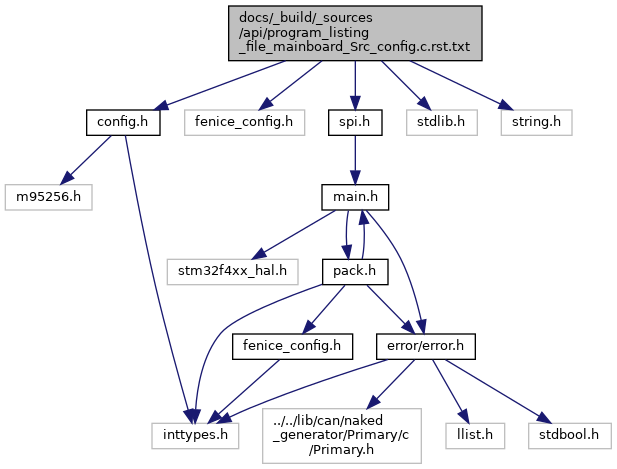 docs/_build/_sources
/api/program_listing
_file_mainboard_Src_config.c.rst.txt
config.h
fenice_config.h
spi.h
stdlib.h
string.h
m95256.h
main.h
stm32f4xx_hal.h
pack.h
fenice_config.h
error/error.h
inttypes.h
../../lib/can/naked
_generator/Primary/c
/Primary.h
llist.h
stdbool.h